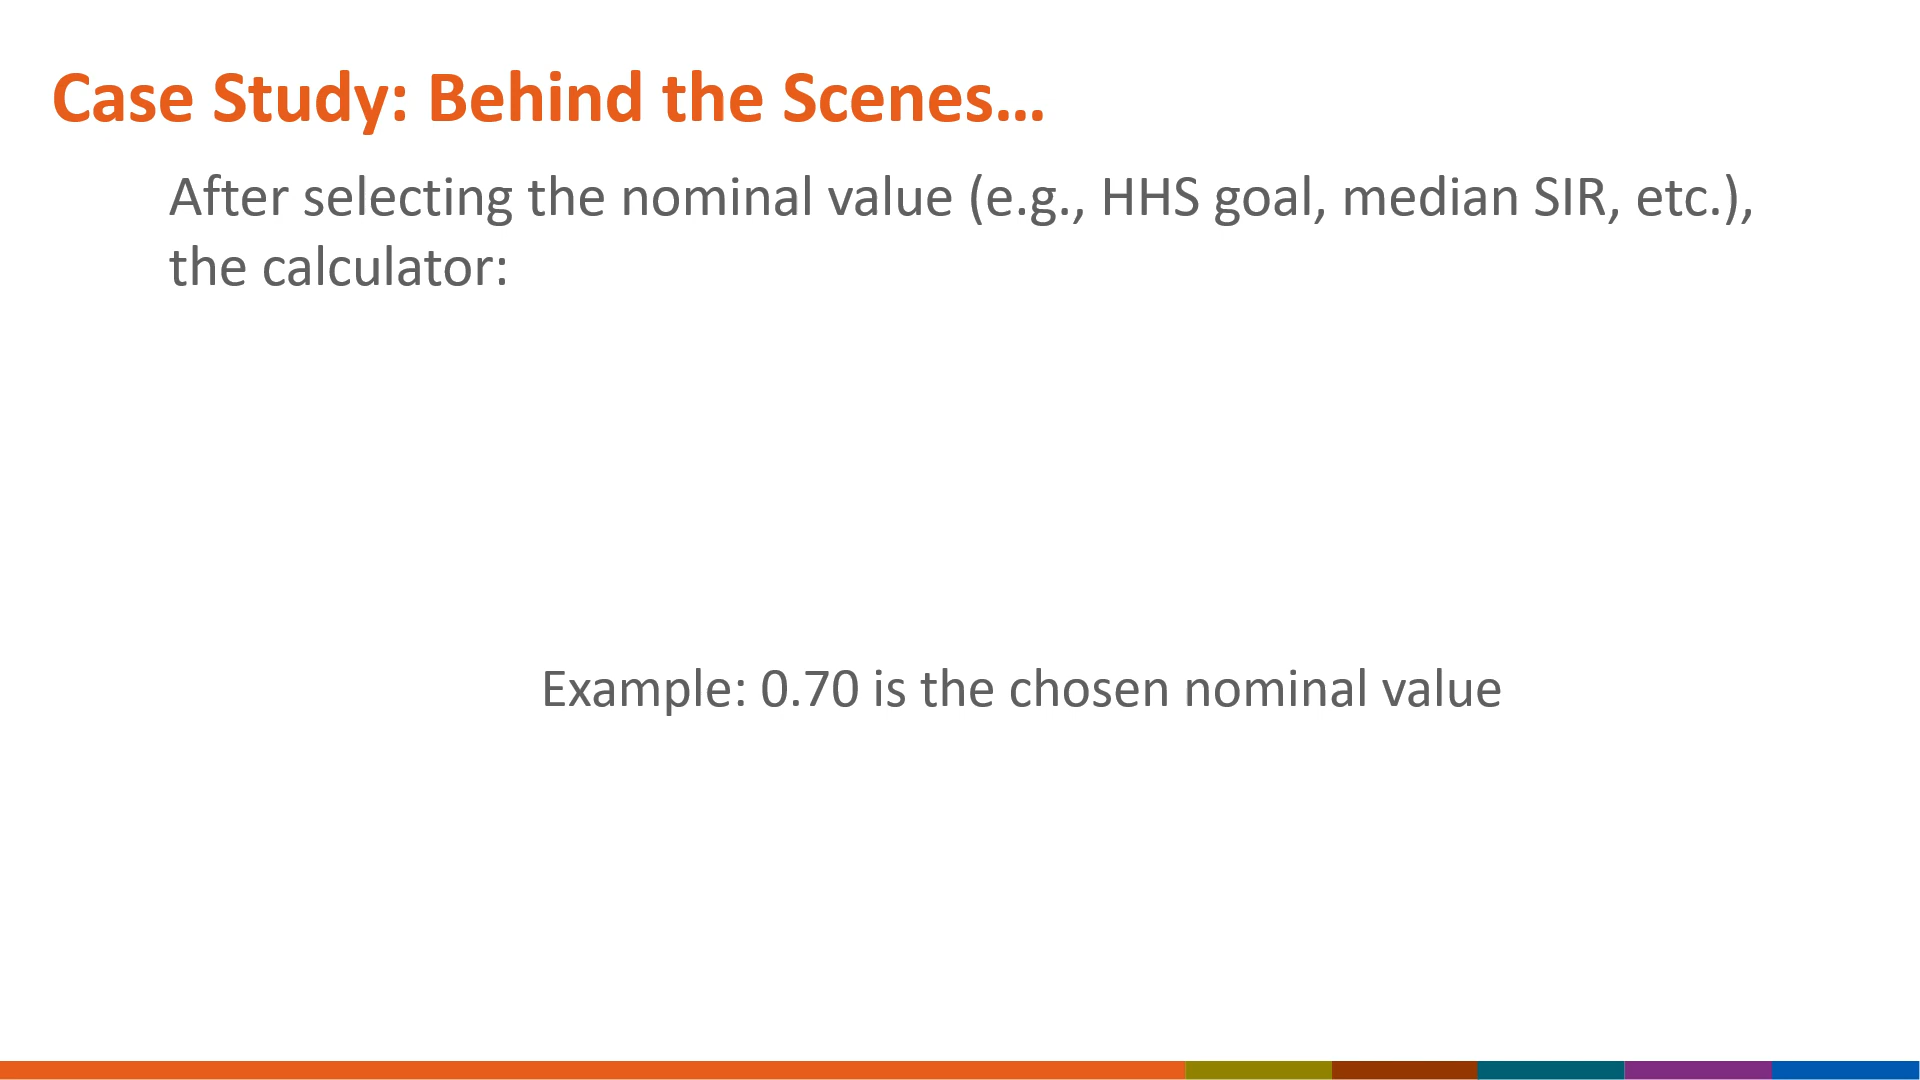 Case Study: Behind the Scenes…
After selecting the nominal value (e.g., HHS goal, median SIR, etc.),
the calculator:
Example: 0.70 is the chosen nominal value